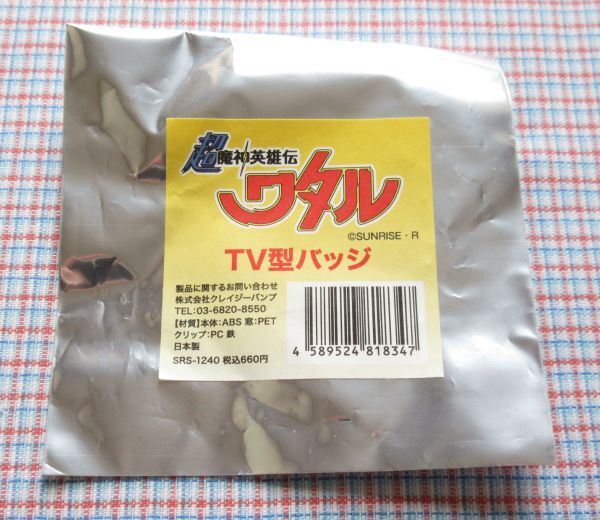 超魔神英雄伝
ワタル
©SUNRISE・R
TV型バッジ
製品に関するお問い合わせ
株式会社クレイジーバンプ
TEL:03-6820-8550
【材質】本体:ABS 窓:PET
クリップ:PC 鉄
日本製
SRS-1240 税込660円
4 589524 818347